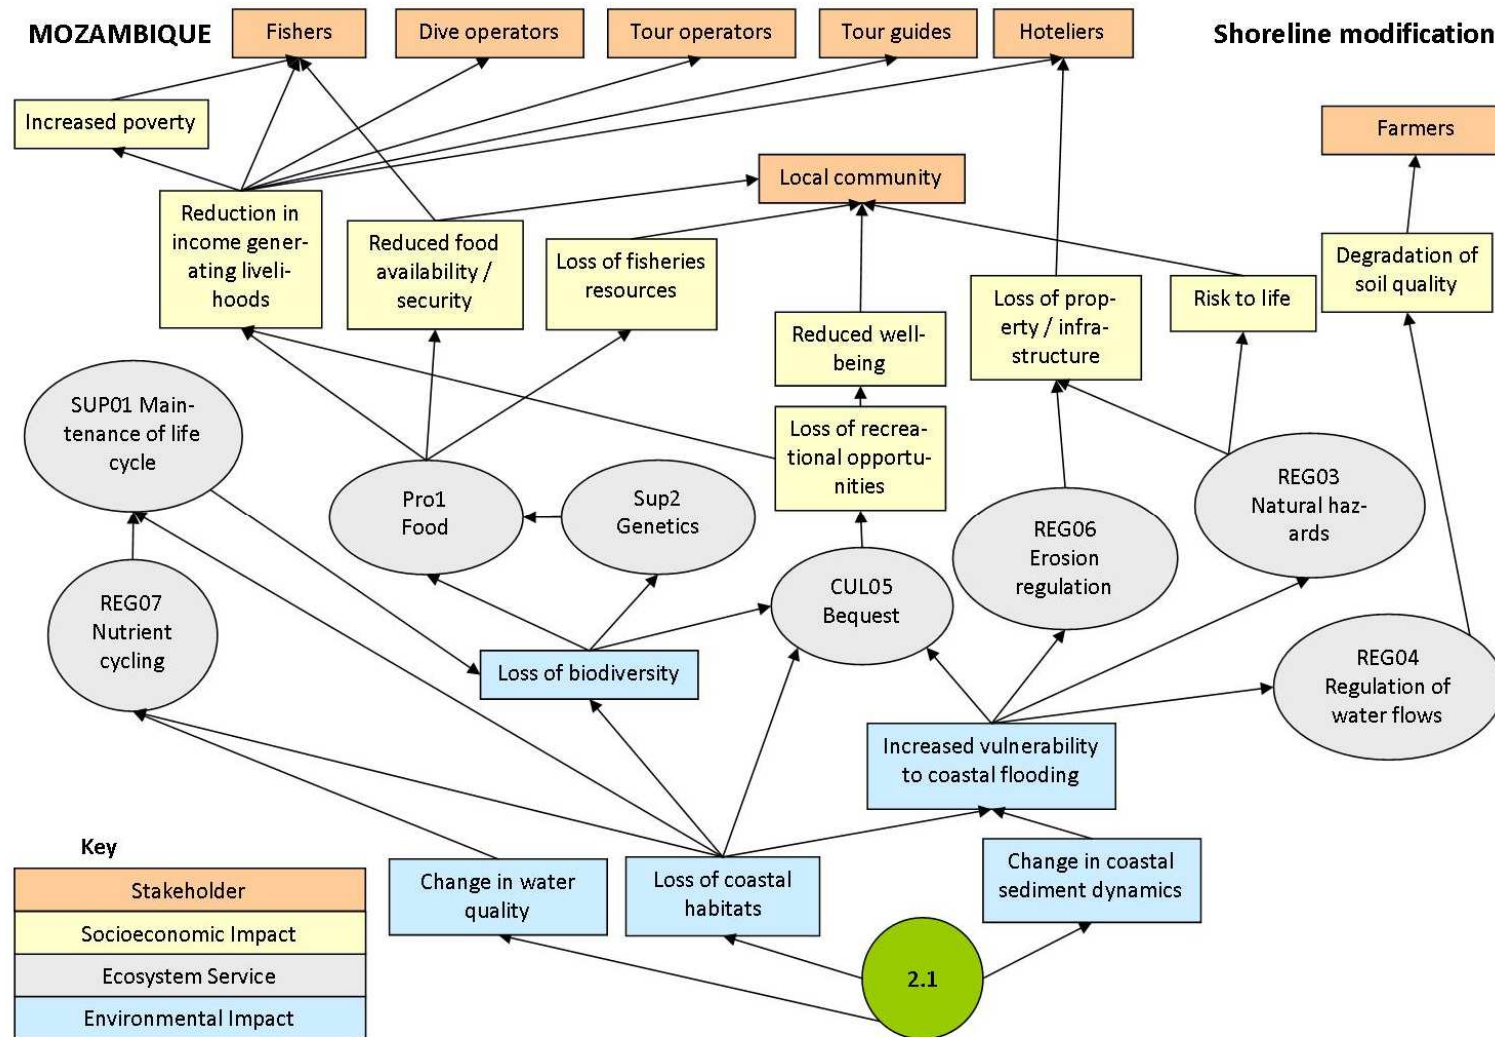 MOZAMBIQUE
Shoreline modification
Fishers
Dive operators
Tour operators
Tour guides
Hoteliers
Increased poverty
Farmers
Local community
Reduction in
income gener-
ating liveli-
hoods
Reduced food
availability /
security
Loss of fisheries
resources
Reduced well-
being
Loss of prop-
erty / infra-
structure
Risk to life
Degradation of
soil quality
SUP01 Main-
tenance of life
cycle
Pro1
Food
Sup2
Genetics
Loss of recrea-
tional opportu-
nities
REG06
Erosion
regulation
REG03
Natural haz-
ards
REG07
Nutrient
cycling
Loss of biodiversity
CUL05
Bequest
REG04
Regulation of
water flows
Increased vulnerability
to coastal flooding
Change in water
quality
Loss of coastal
habitats
Change in coastal
sediment dynamics
2.1
Key
Stakeholder
Socioeconomic Impact
Ecosystem Service
Environmental Impact